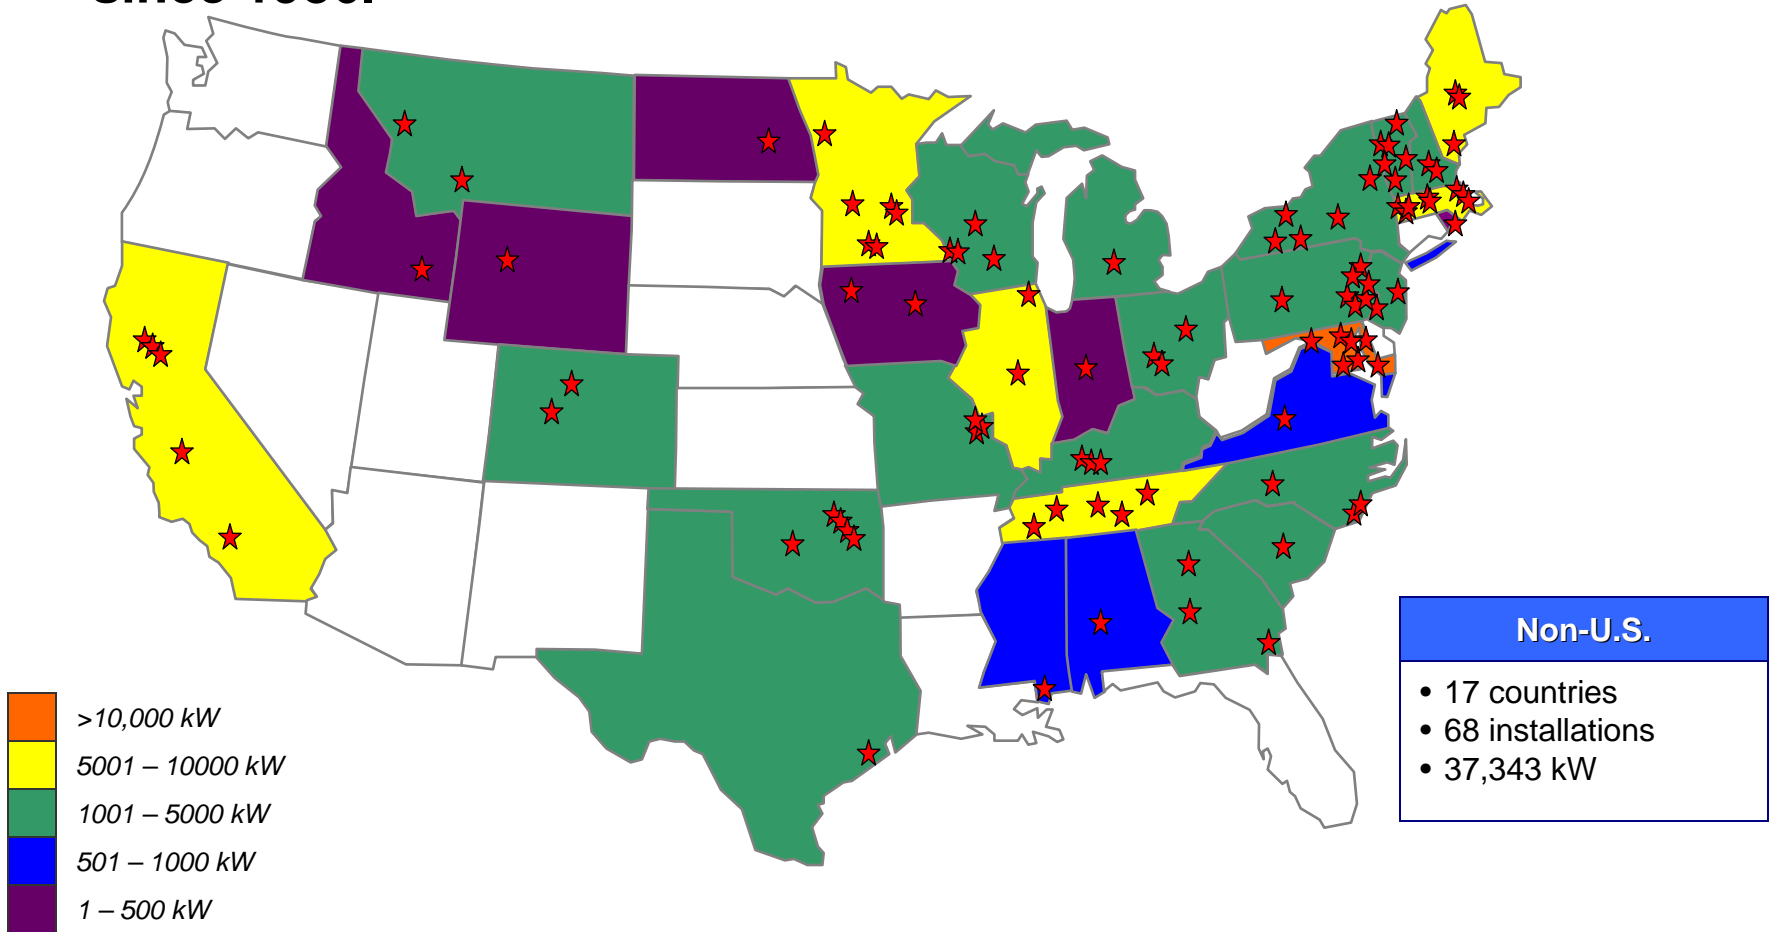 Non-U.S.
• 17 countries
• 68 installations
• 37,343 kW
>10,000 kW
5001 – 10000 kW
1001 – 5000 kW
501 – 1000 kW
1 – 500 kW